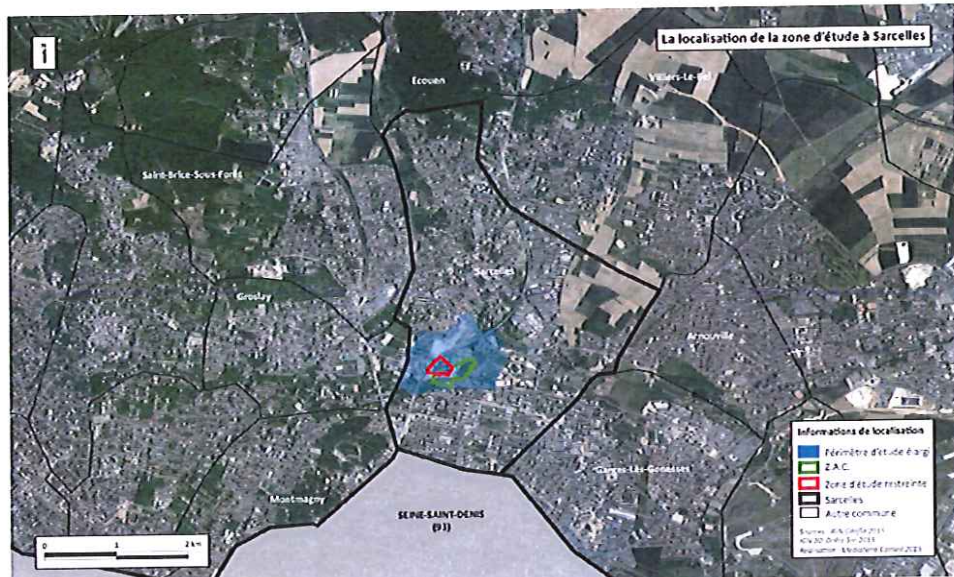 La localisation de la zone d'étude à Sarcelles
Ecouen
Villiers-Le-Bel
Saint-Brice-Sous-Forêt
Sarcelles
Groslay
Arnouville
Informations de localisation
Périmètre d'étude élargi
Z.A.C.
Zone d'étude restreinte
Sarcelles
Autre commune
Garges-Lès-Gonesses
Montmagny
SEINE-SAINT-DENIS
(93)
0 1 2 km